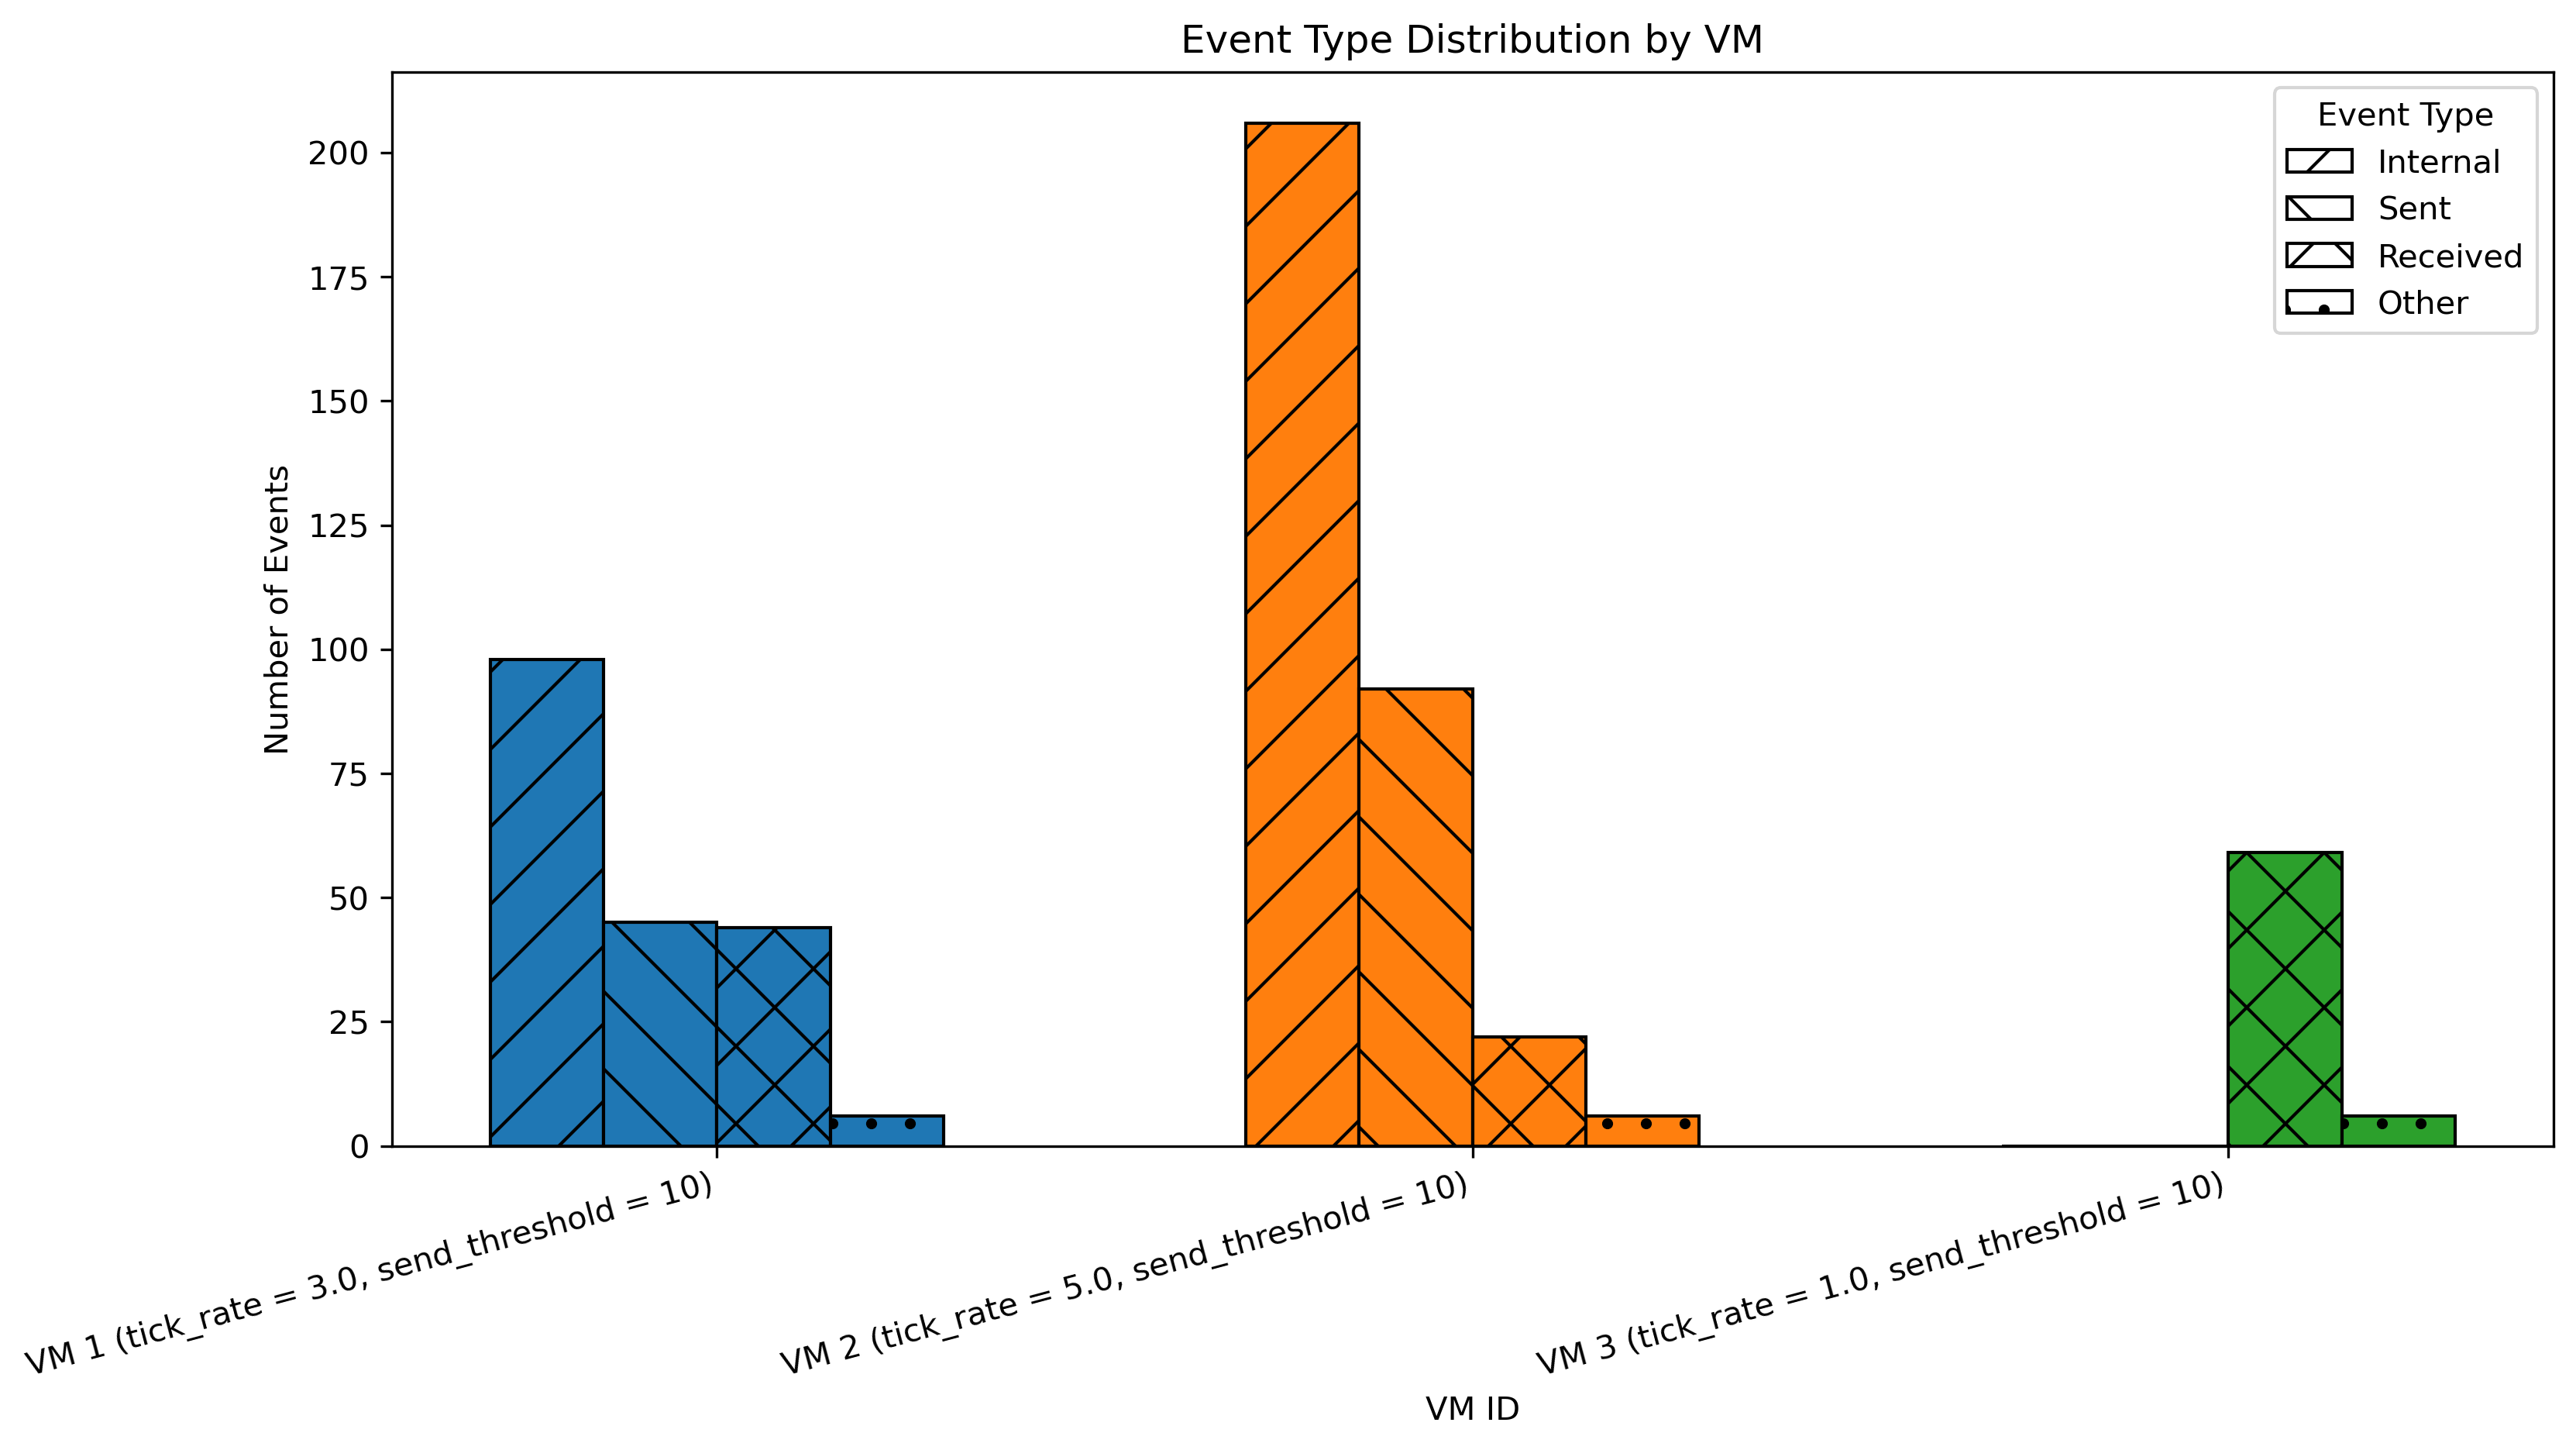 Event Type Distribution by VM
Number of Events
200
175
150
125
100
75
50
25
0
Event Type
Internal
Sent
Received
Other
VM 1 (tick_rate = 3.0, send_threshold = 10)
VM 2 (tick_rate = 5.0, send_threshold = 10)
VM 3 (tick_rate = 1.0, send_threshold = 10)
VM ID